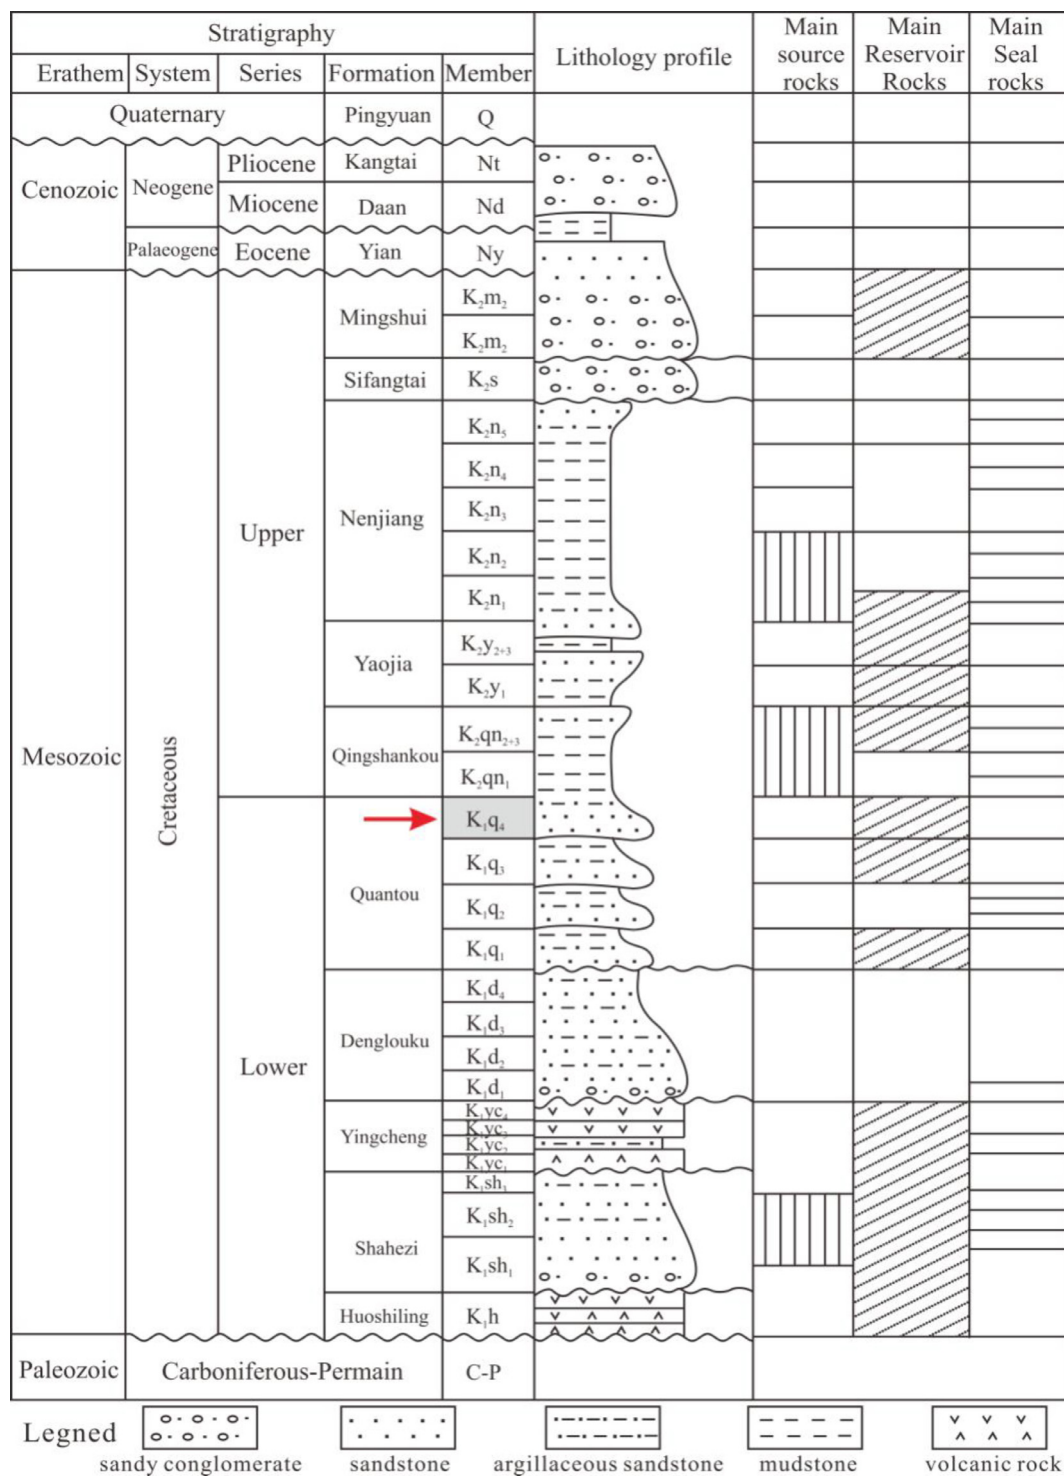 Stratigraphy
Lithology profile
Main
source
rocks
Main
Reservoir
Rocks
Main
Seal
rocks
Erathem System Series Formation Member
Quaternary Pingyuan Q
Cenozoic
Neogene
Pliocene Kangtai Nt
Miocene Daan Nd
Palaeogene Eocene Yian Ny
Mesozoic
Cretaceous
Upper
Mingshui
K₂m₂
K₂m₂
Sifangtai K₂s
Nenjiang
K₂n₅
K₂n₄
K₂n₃
K₂n₂
K₂n₁
Yaojia
K₂y₂₊₃
K₂y₁
Qingshankou
K₂qn₂₊₃
K₂qn₁
Lower
Quantou
K₁q₄
K₁q₃
K₁q₂
K₁q₁
Denglouku
K₁d₄
K₁d₃
K₁d₂
K₁d₁
Yingcheng
K₁yc₄
K₁yc₃
K₁yc₂
K₁yc₁
Shahezi
K₁sh₁
K₁sh₂
K₁sh₁
Huoshiling K₁h
Paleozoic Carboniferous-Permain C-P
Legned
sandy conglomerate sandstone argillaceous sandstone mudstone volcanic rock